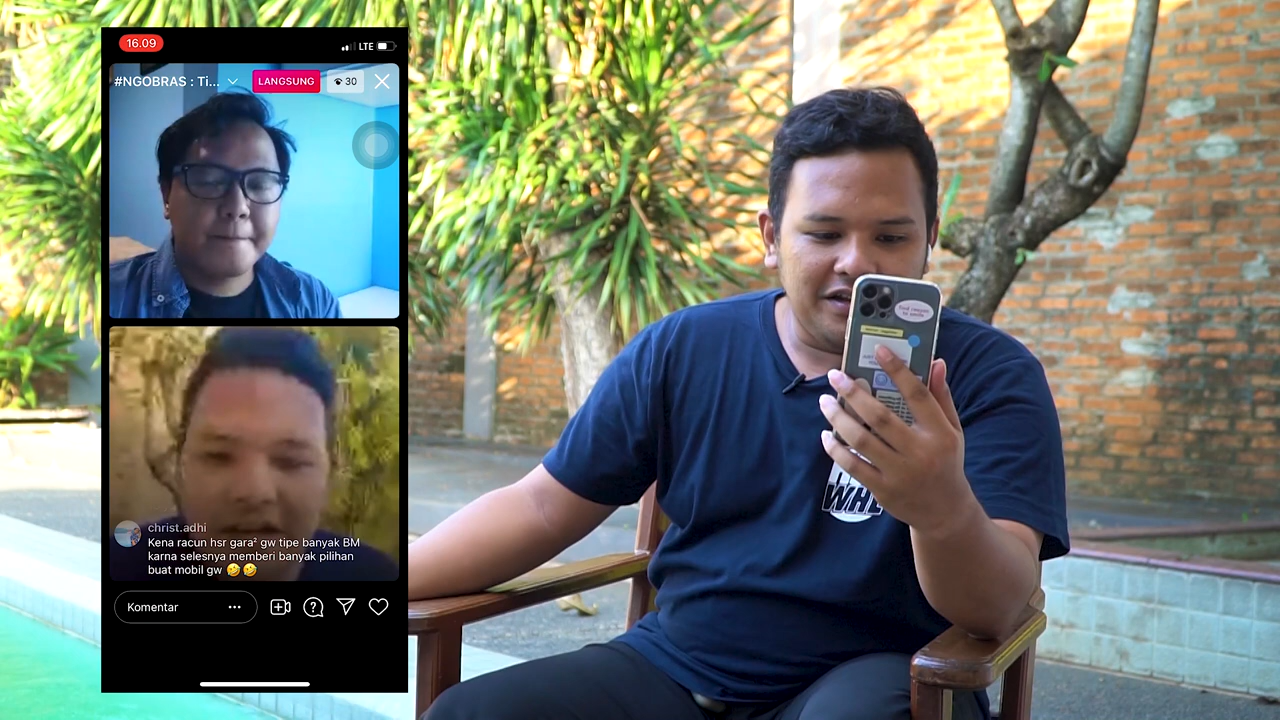 16.09
LTE
#NGOBRAS : Ti...
LANGSUNG
30
christ.adhi
Kena racun hsr gara² gw tipe banyak BM
karna selesnya memberi banyak pilihan
buat mobil gw 🤣🤣
Komentar
WHL